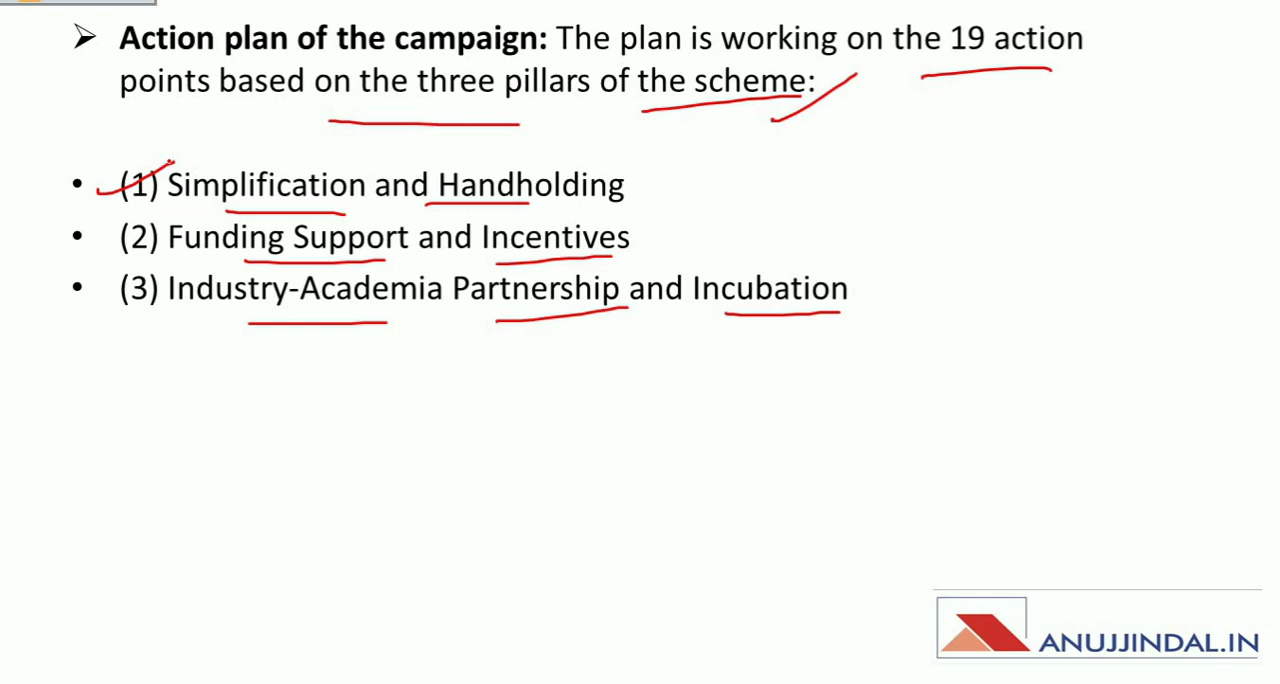 ➢ Action plan of the campaign: The plan is working on the 19 action
points based on the three pillars of the scheme:
• (1) Simplification and Handholding
• (2) Funding Support and Incentives
• (3) Industry-Academia Partnership and Incubation
ANUJJINDAL.IN